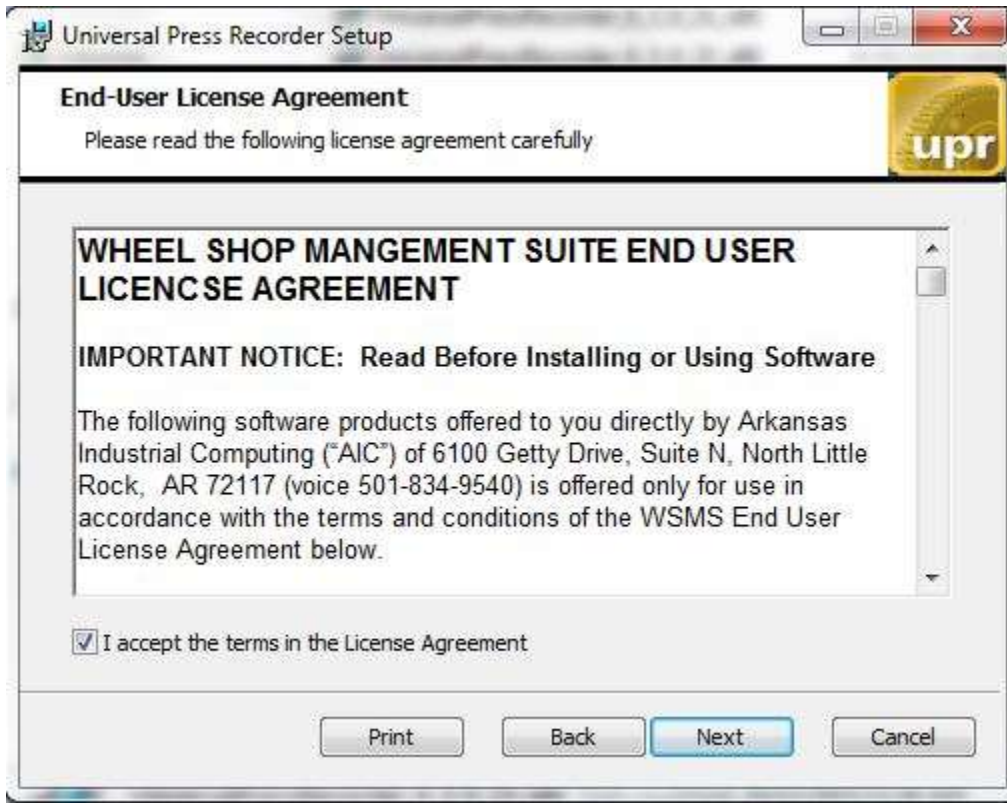 Universal Press Recorder Setup
End-User License Agreement
Please read the following license agreement carefully
upr
WHEEL SHOP MANGEMENT SUITE END USER
LICENCSE AGREEMENT
IMPORTANT NOTICE:  Read Before Installing or Using Software
The following software products offered to you directly by Arkansas
Industrial Computing (“AIC”) of 6100 Getty Drive, Suite N, North Little
Rock,  AR 72117 (voice 501-834-9540) is offered only for use in
accordance with the terms and conditions of the WSMS End User
License Agreement below.
I accept the terms in the License Agreement
Print Back Next Cancel